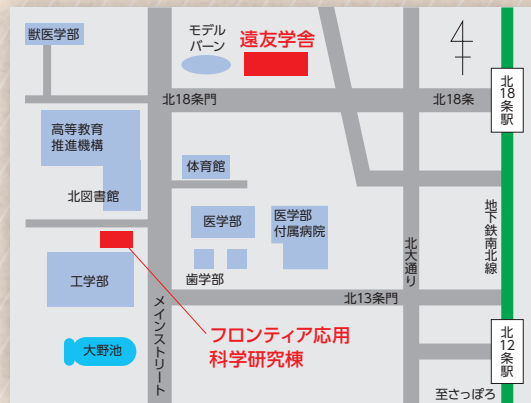 獣医学部
モデル
バーン
遠友学舎
北18条門
北18条
北18条駅
高等教育
推進機構
体育館
北図書館
医学部
医学部
付属病院
地下鉄南北線
北大通り
歯学部
工学部
メインストリート
北13条門
フロンティア応用
科学研究棟
大野池
北12条駅
至さっぽろ